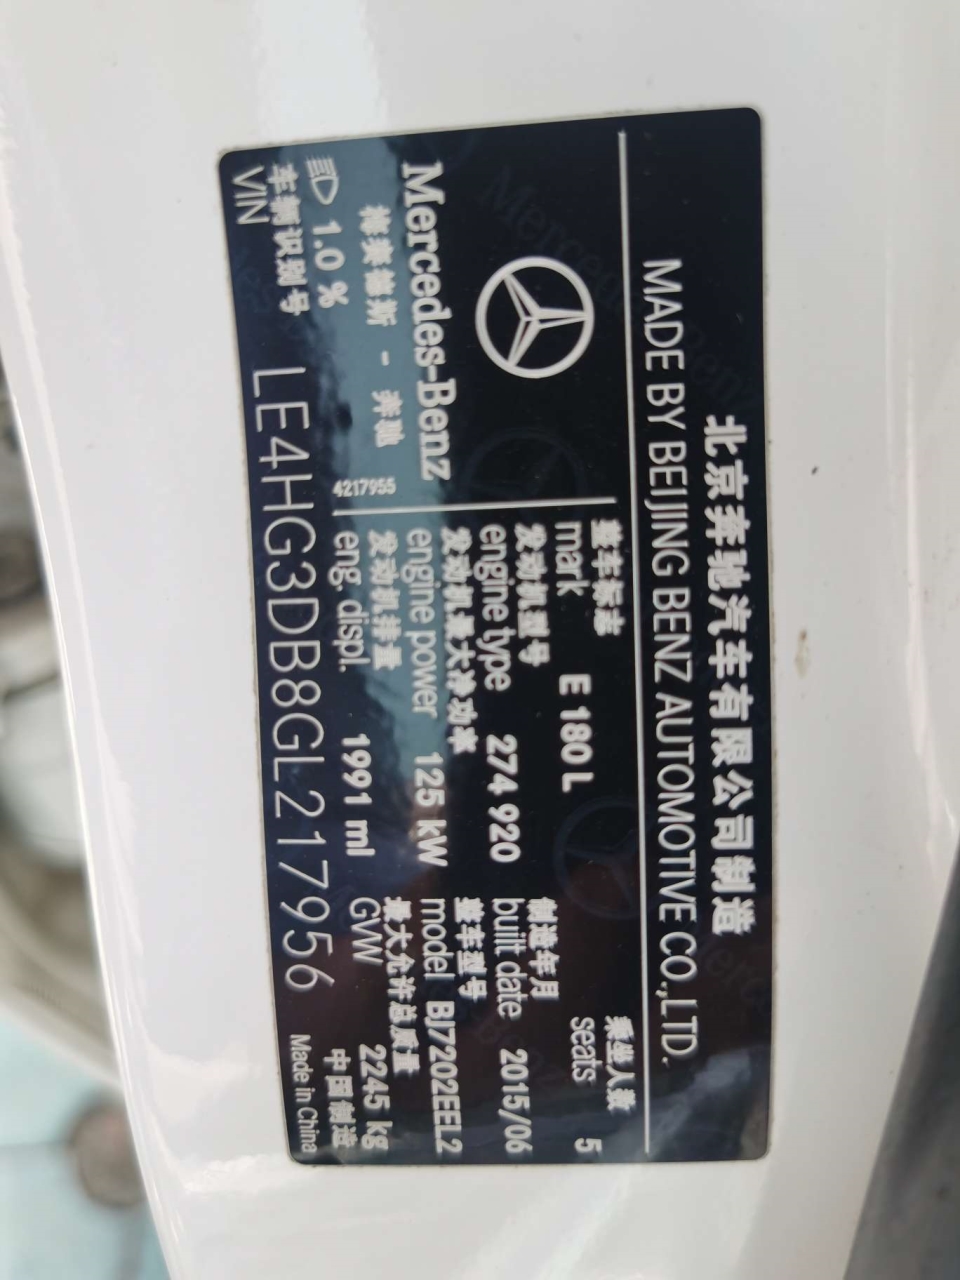 北京奔驰汽车有限公司制造
MADE BY BEIJING BENZ AUTOMOTIVE CO.,LTD.
Mercedes-Benz
梅赛德斯 - 奔驰
4217955
1.0 %
整车标志
mark E 180 L
乘坐人数
seats 5
发动机型号
engine type 274 920
制造年月
built date 2015/06
发动机最大净功率
engine power 125 kW
整车型号
model BJ7202EEL2
发动机排量
eng. displ. 1991 ml
最大允许总质量
GVW 2245 kg
车辆识别号
VIN LE4HG3DB8GL217956
中国制造
Made in China